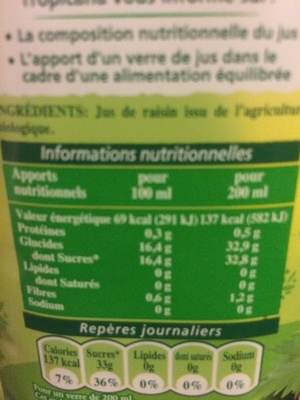 Tropicana vous informe sur:
• La composition nutritionnelle du jus
• L'apport d'un verre de jus dans le
cadre d'une alimentation équilibrée
INGRÉDIENTS: Jus de raisin issu de l'agriculture
biologique.
Informations nutritionnelles
Apports pour pour
nutritionnels 100 ml 200 ml
Valeur énergétique 69 kcal (291 kJ) 137 kcal (582 kJ)
Protéines 0,3 g 0,5 g
Glucides 16,4 g 32,9 g
dont Sucres* 16,4 g 32,8 g
Lipides 0 g 0 g
dont Saturés 0 g 0 g
Fibres 0,6 g 1,2 g
Sodium 0 g 0 g
Repères journaliers
Calories Sucres* Lipides dont saturés Sodium
137 kcal 33g 0g 0g 0g
7% 36% 0% 0% 0%
Pour un verre de 200 ml